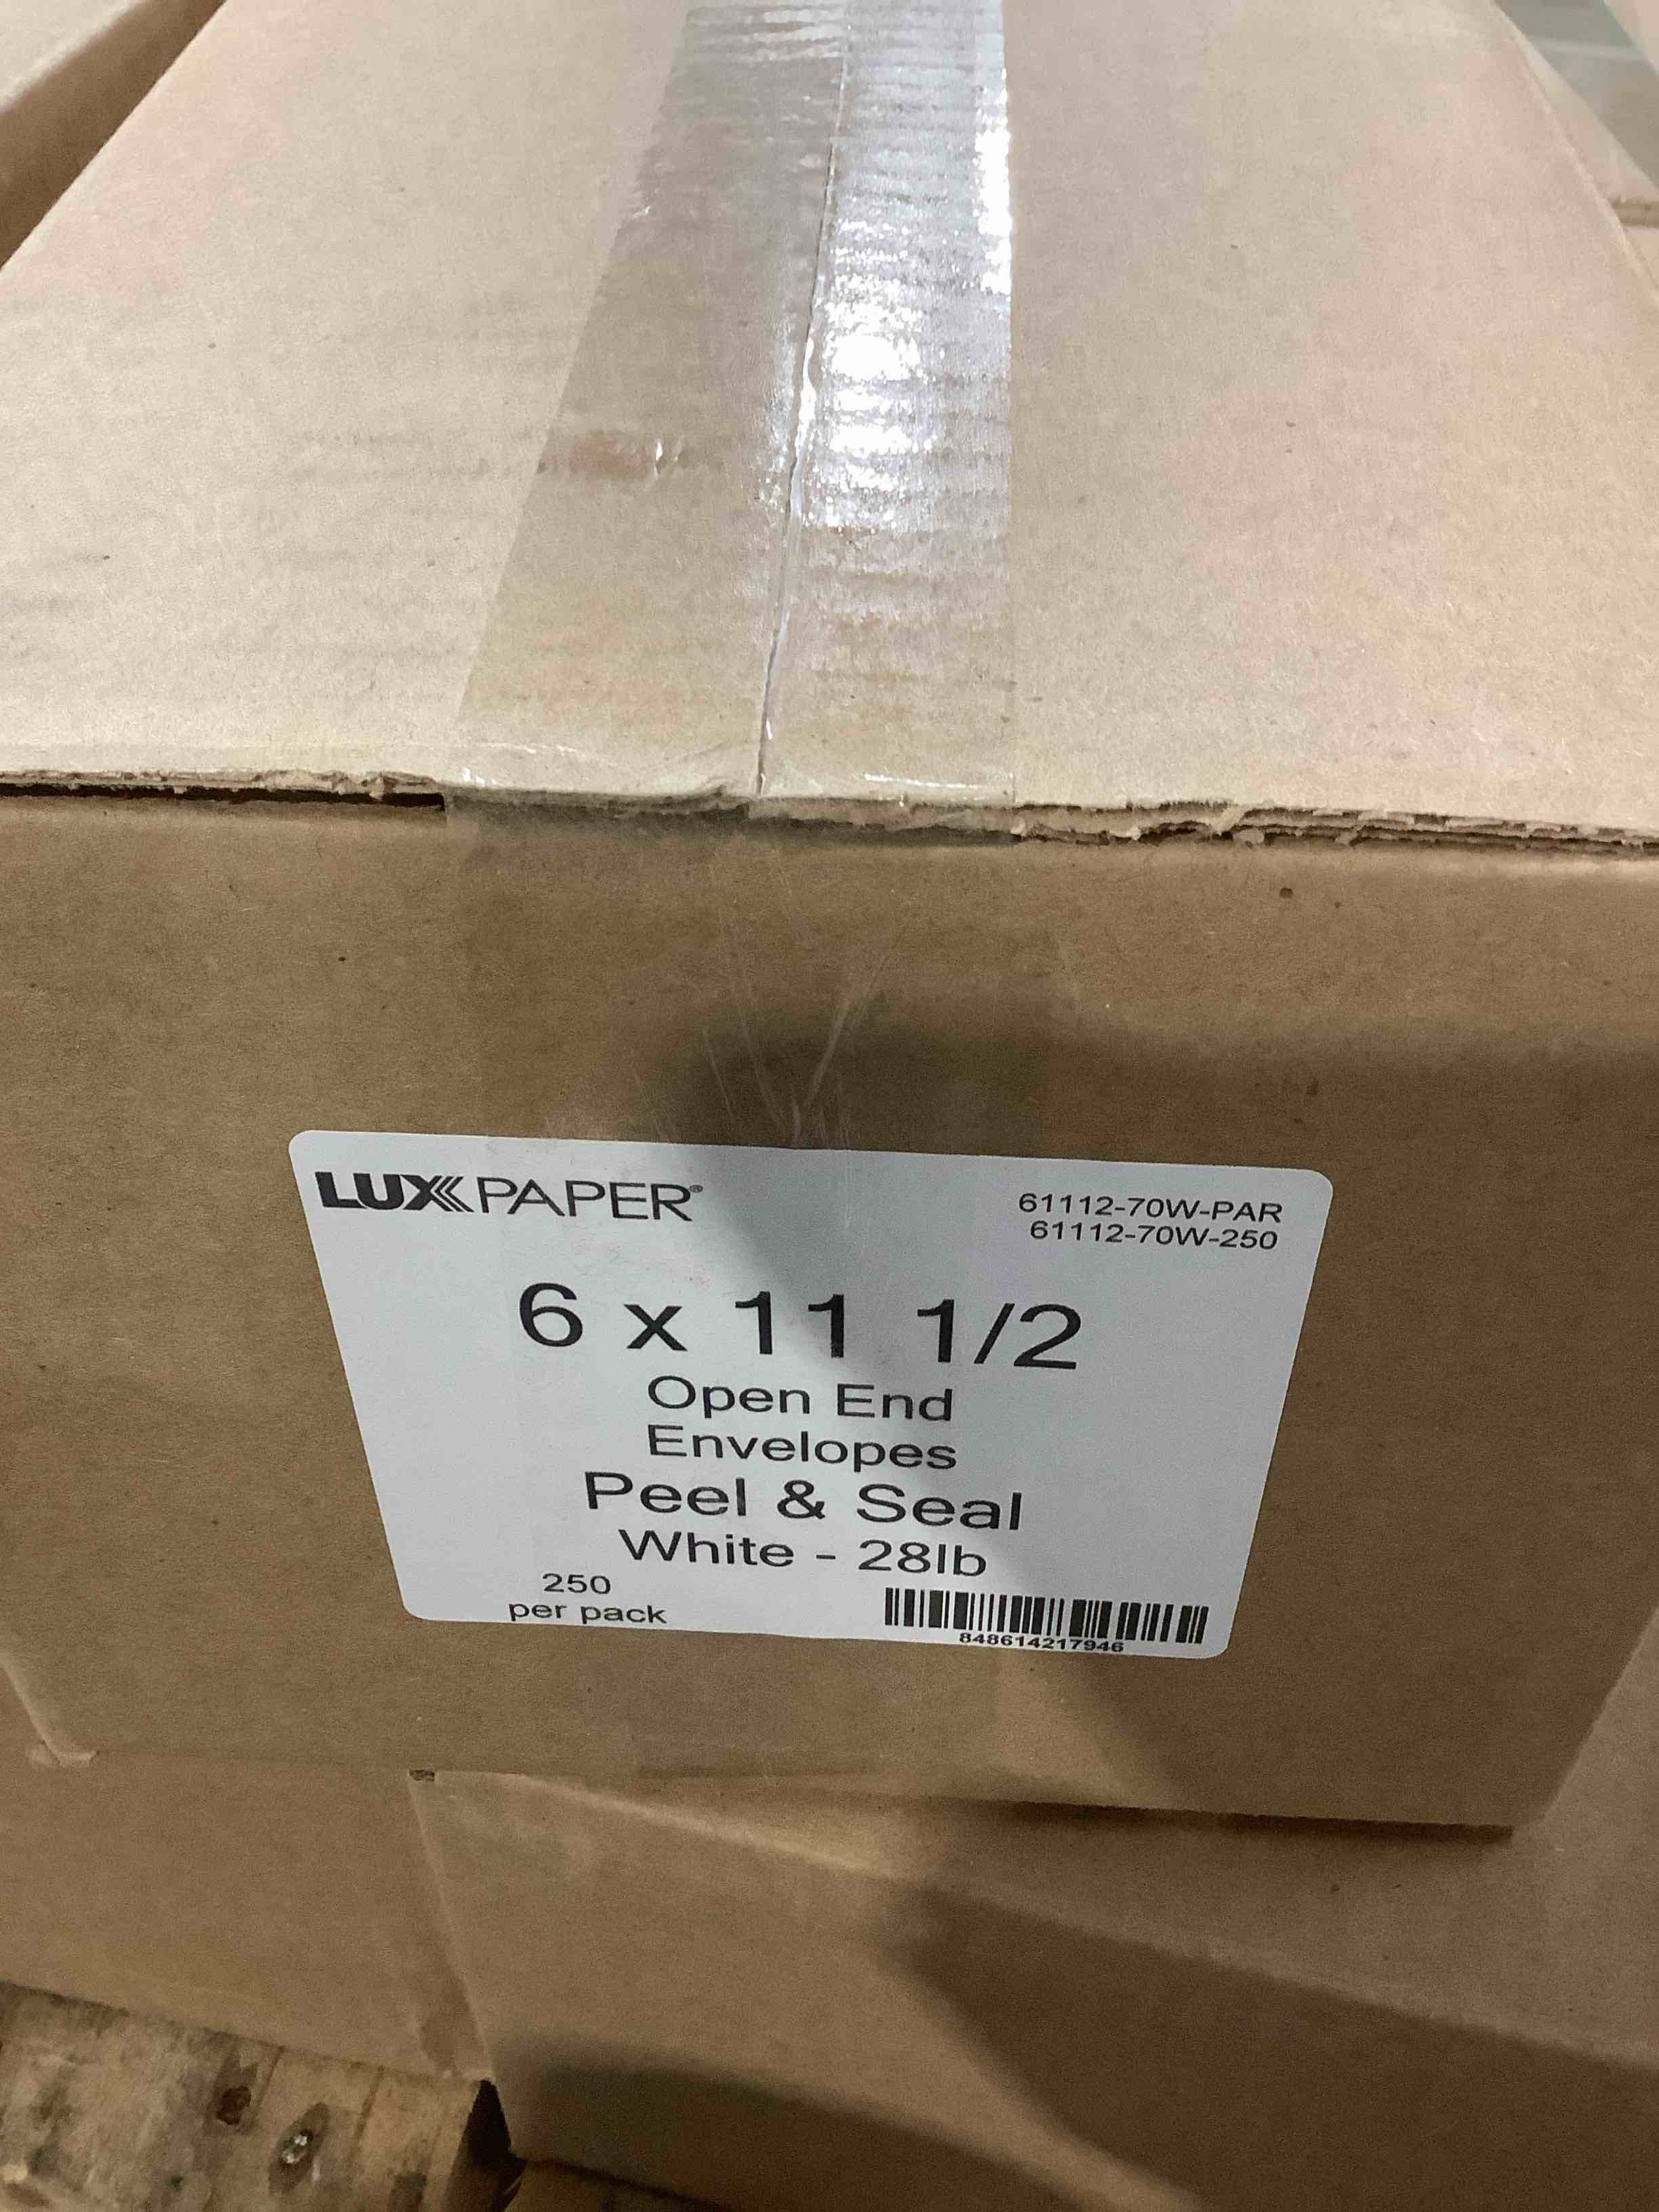 LUXPAPER®
61112-70W-PAR
61112-70W-250
6 x 11 1/2
Open End
Envelopes
Peel & Seal
White - 28lb
250
per pack
848614217946